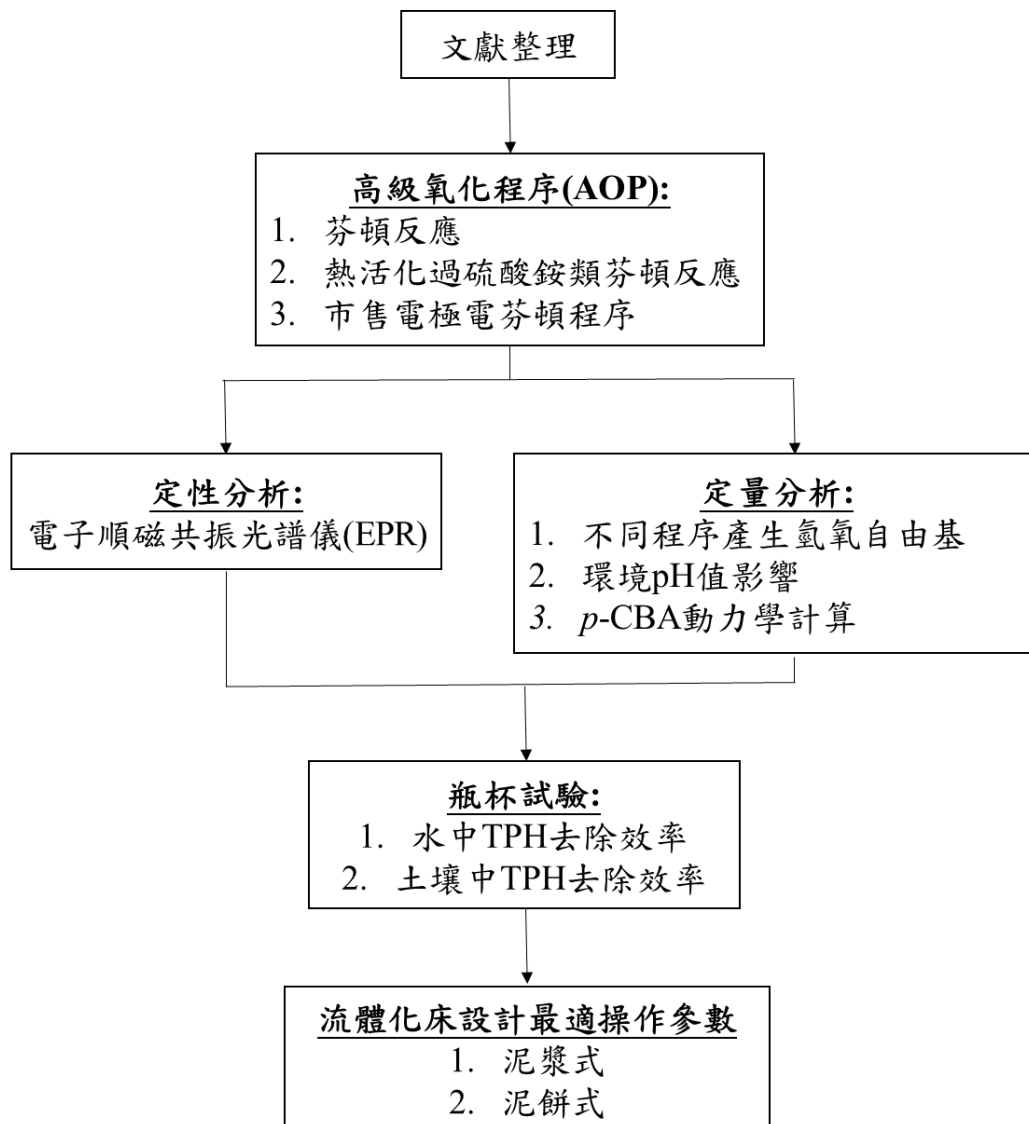 文獻整理
高級氧化程序(AOP):
1. 芬頓反應
2. 熱活化過硫酸銨類芬頓反應
3. 市售電極電芬頓程序
定性分析:
電子順磁共振光譜儀(EPR)
定量分析:
1. 不同程序產生氫氧自由基
2. 環境pH值影響
3. p-CBA動力學計算
瓶杯試驗:
1. 水中TPH去除效率
2. 土壤中TPH去除效率
流體化床設計最適操作參數
1. 泥漿式
2. 泥餅式